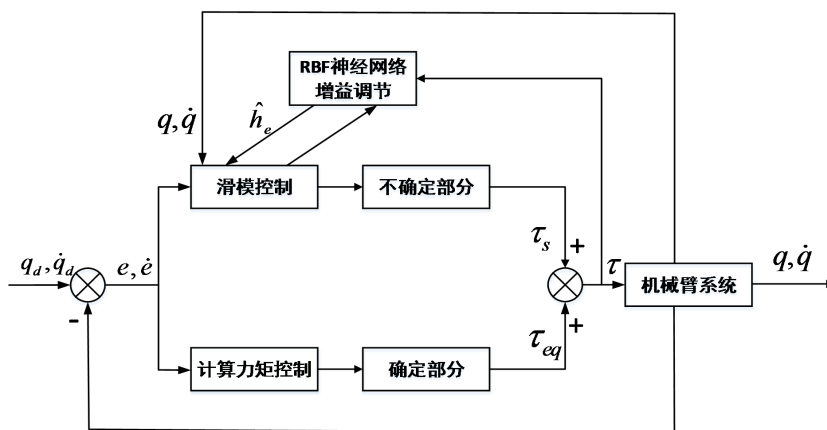 RBF神经网络
增益调节
q, q̇
ĥₑ
滑模控制
不确定部分
τₛ
+
q_d, q̇_d
e, ė
τ
机械臂系统
q, q̇
-
+
τ_eq
计算力矩控制
确定部分